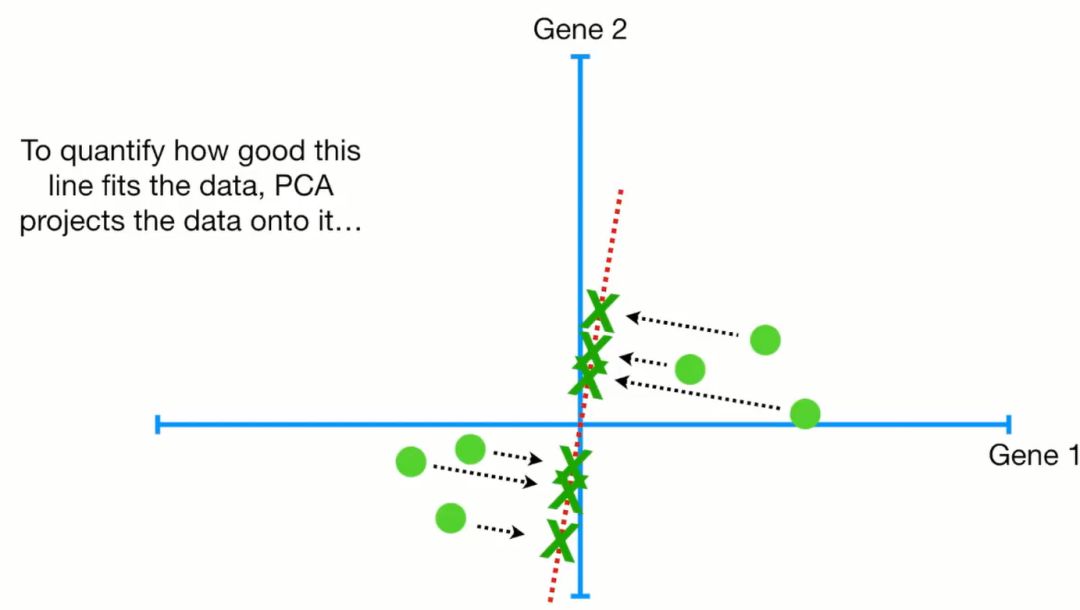 Gene 2
To quantify how good this
line fits the data, PCA
projects the data onto it…
Gene 1